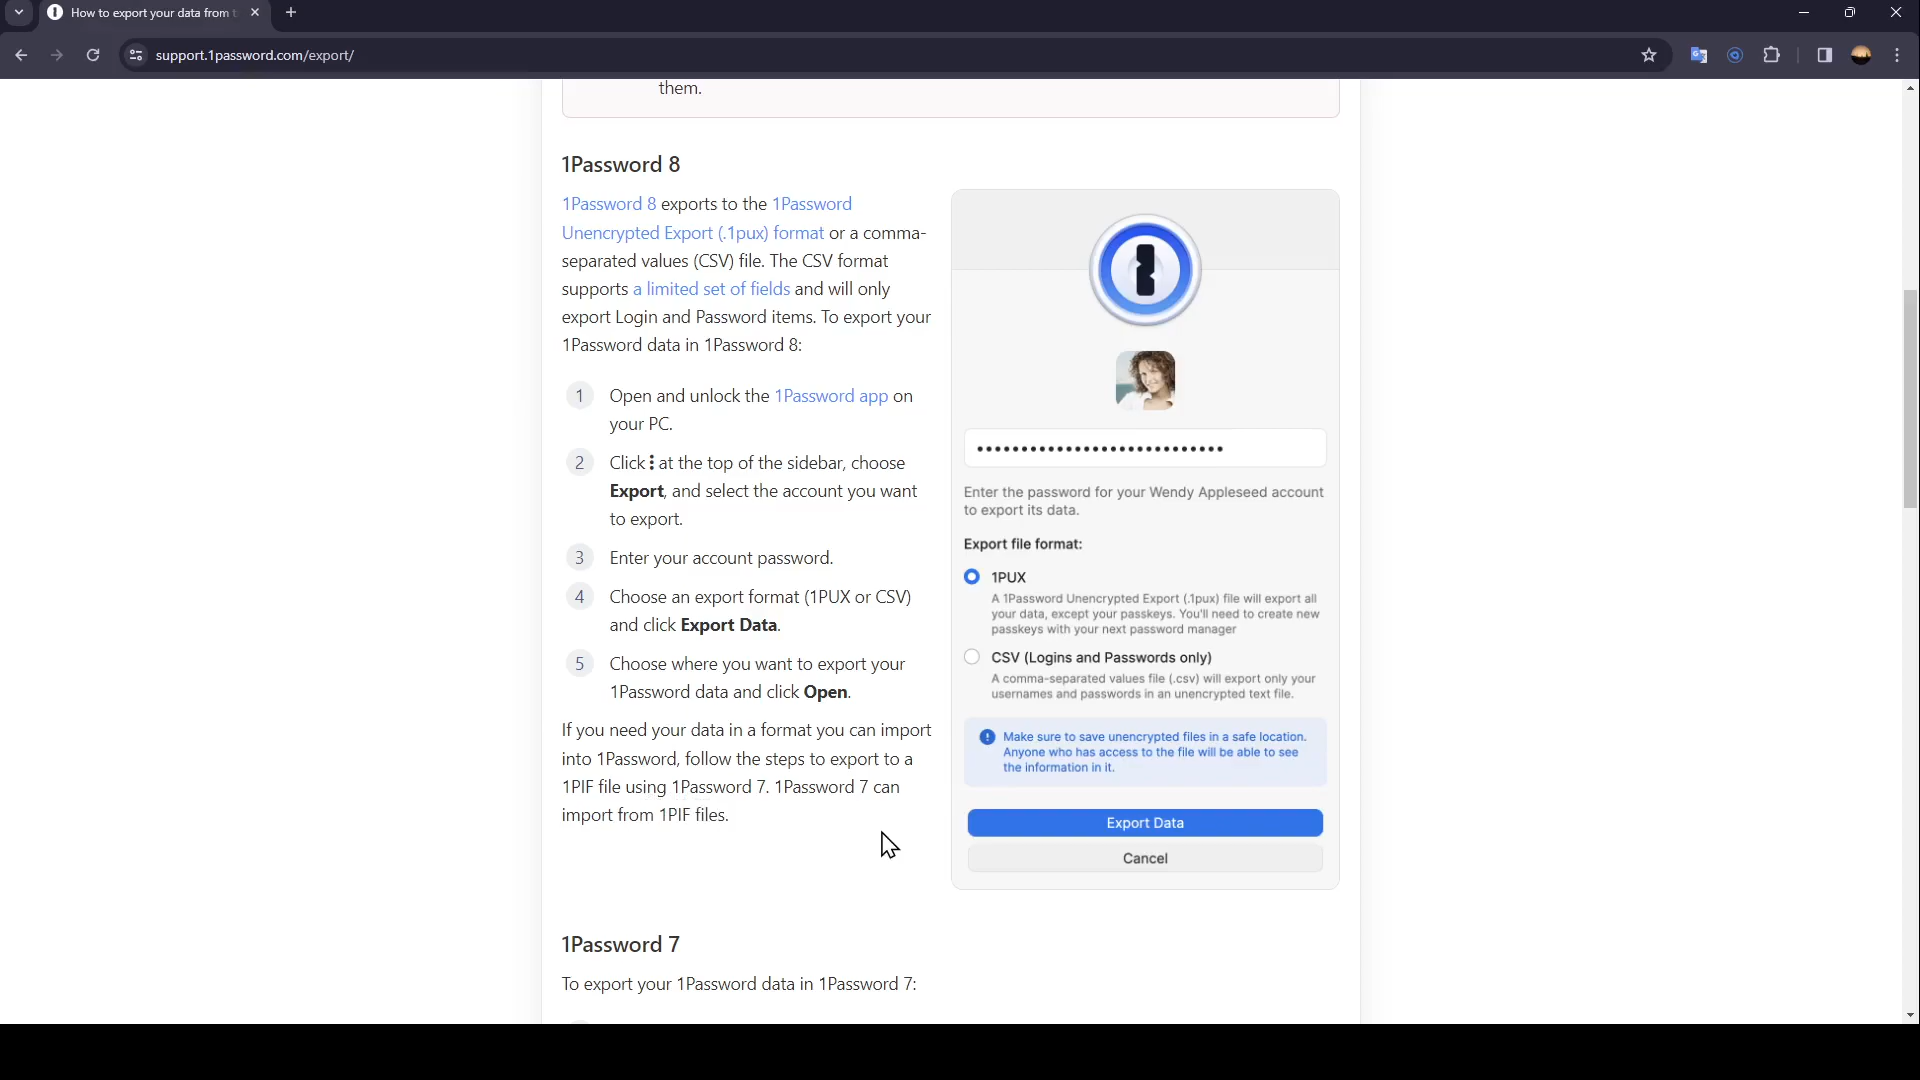 How to export your data from
support.1password.com/export/
them.
1Password 8
1Password 8 exports to the 1Password
Unencrypted Export (.1pux) format or a comma-
separated values (CSV) file. The CSV format
supports a limited set of fields and will only
export Login and Password items. To export your
1Password data in 1Password 8:
1 Open and unlock the 1Password app on
your PC.
2 Click ⋮ at the top of the sidebar, choose
Export, and select the account you want
to export.
3 Enter your account password.
4 Choose an export format (1PUX or CSV)
and click Export Data.
5 Choose where you want to export your
1Password data and click Open.
If you need your data in a format you can import
into 1Password, follow the steps to export to a
1PIF file using 1Password 7. 1Password 7 can
import from 1PIF files.
Enter the password for your Wendy Appleseed account
to export its data.
Export file format:
1PUX
A 1Password Unencrypted Export (.1pux) file will export all
your data, except your passkeys. You'll need to create new
passkeys with your next password manager
CSV (Logins and Passwords only)
A comma-separated values file (.csv) will export only your
usernames and passwords in an unencrypted text file.
Make sure to save unencrypted files in a safe location.
Anyone who has access to the file will be able to see
the information in it.
Export Data
Cancel
1Password 7
To export your 1Password data in 1Password 7: